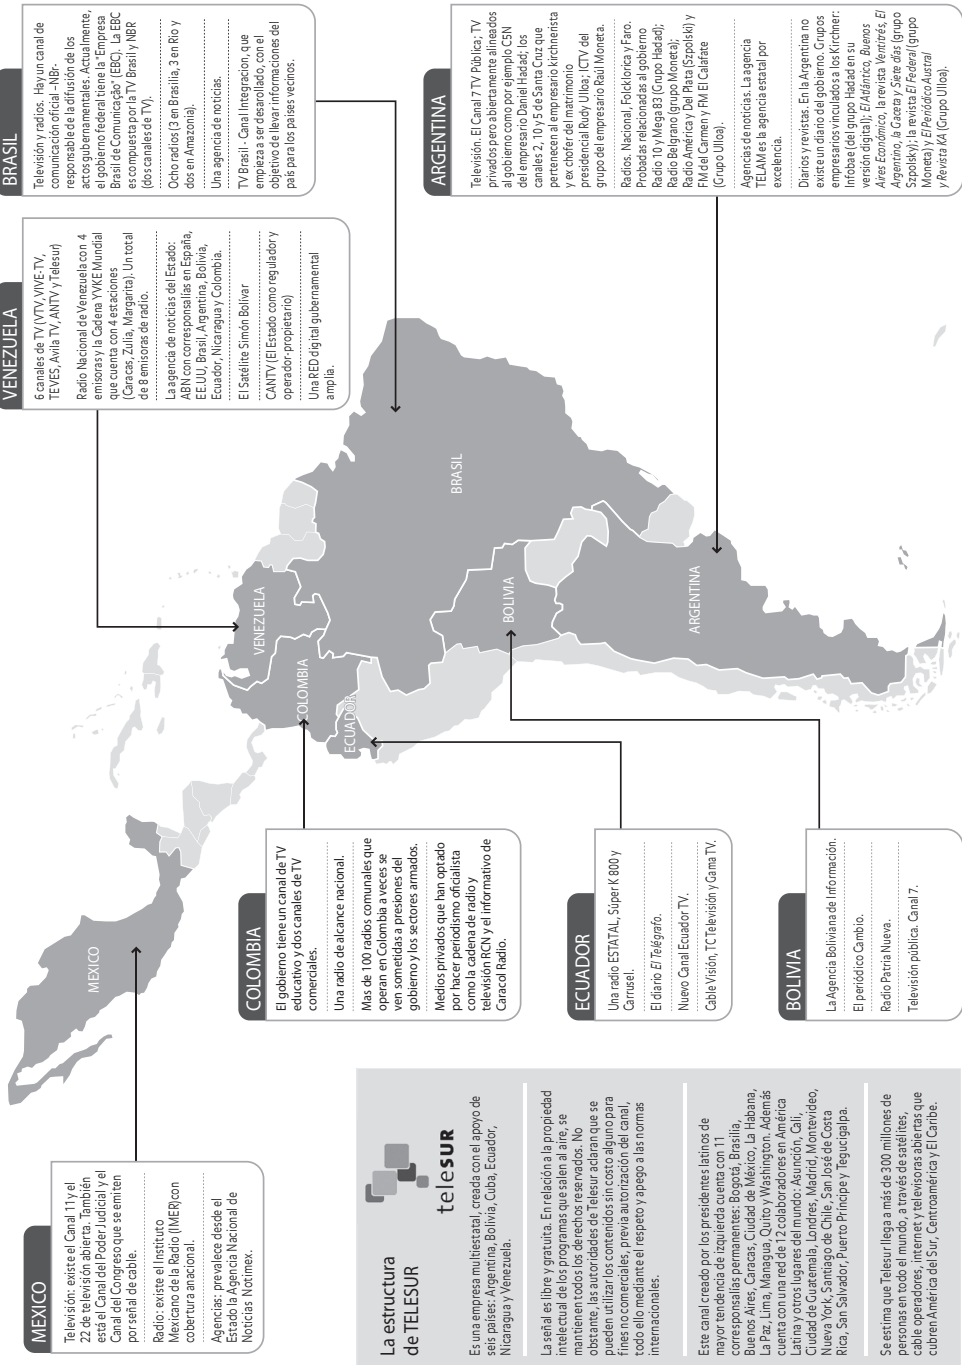 MEXICO
Televisión: existe el Canal 11 y el
22 de televisión abierta. También
está el Canal del Poder Judicial y el
Canal del Congreso que se emiten
por señal de cable.
Radio: existe el Instituto
Mexicano de la Radio (IMER)con
cobertura nacional.
Agencias: prevalece desde el
Estado la Agencia Nacional de
Noticias Notimex.
COLOMBIA
El gobierno tiene un canal de TV
educativo y dos canales de TV
comerciales.
Una radio de alcance nacional.
Mas de 100 radios comunales que
operan en Colombia a veces se
ven sometidas a presiones del
gobierno y los sectores armados.
Medios privados que han optado
por hacer periodismo oficialista
como la cadena de radio y
televisión RCN y el informativo de
Caracol Radio.
ECUADOR
Una radio ESTATAL, Súper K 800 y
Carrusel.
El diario El Telégrafo.
Nuevo Canal Ecuador TV.
Cable Visión, TC Televisión y Gama TV.
BOLIVIA
La Agencia Boliviana de Información.
El periódico Cambio.
Radio Patria Nueva.
Televisión pública. Canal 7.
VENEZUELA
6 canales de TV (VTV, VIVE-TV,
TEVES, Avila TV, ANTV y Telesur)
Radio Nacional de Venezuela con 4
emisoras y la Cadena YVKE Mundial
que cuenta con 4 estaciones
(Caracas, Zulia, Margarita). Un total
de 8 emisoras de radio.
La agencia de noticias del Estado:
ABN con corresponsalías en España,
EE.UU, Brasil, Argentina, Bolivia,
Ecuador, Nicaragua y Colombia.
El Satélite Simón Bolívar
CANTV (El Estado como regulador y
operador-propietario)
Una RED digital gubernamental
amplia.
BRASIL
Televisión y radios. Hay un canal de
comunicación oficial –NBr-
responsable de la difusión de los
actos gubernamentales. Actualmente,
el gobierno federal tiene la "Empresa
Brasil de Comunicação" (EBC). La EBC
es compuesta por la TV Brasil y NBR
(dos canales de TV).
Ocho radios (3 en Brasilia, 3 en Río y
dos en Amazonia).
Una agencia de noticias.
TV Brasil - Canal Integracion, que
empieza a ser desarrollado, con el
objetivo de llevar informaciones del
país para los países vecinos.
ARGENTINA
Televisión. El Canal 7 TV Pública; TV
privados pero abiertamente alineados
al gobierno como por ejemplo C5N
del empresario Daniel Hadad; los
canales 2, 10 y 5 de Santa Cruz que
pertenecen al empresario kirchnerista
y ex chofer del matrimonio
presidencial Rudy Ulloa; ICTV del
grupo del empresario Raúl Moneta.
Radios. Nacional, Folcklorica y Faro.
Probadas relacionadas al gobierno
Radio 10 y Mega 83 (Grupo Hadad);
Radio Belgrano (grupo Moneta);
Radio América y Del Plata (Szpolski) y
FM del Carmen y FM El Calafate
(Grupo Ulloa).
Agencias de noticias. La agencia
TELAM es la agencia estatal por
excelencia.
Diarios y revistas. En la Argentina no
existe un diario del gobierno. Grupos
empresarios vinculados a los Kirchner:
Infobae (del grupo Hadad en su
versión digital); El Atlántico, Buenos
Aires Económico, la revista Veintitrés, El
Argentino, la Gaceta y Siete días (grupo
Szpolsky); la revista El Federal (grupo
Moneta) y El Periódico Austral
y Revista KA (Grupo Ulloa).
MEXICO
VENEZUELA
COLOMBIA
ECUADOR
BRASIL
BOLIVIA
ARGENTINA
La estructura
de TELESUR
teleSUR
Es una empresa multiestatal, creada con el apoyo de
seis países: Argentina, Bolivia, Cuba, Ecuador,
Nicaragua y Venezuela.
La señal es libre y gratuita. En relación a la propiedad
intelectual de los programas que salen al aire, se
mantienen todos los derechos reservados. No
obstante, las autoridades de Telesur aclaran que se
pueden utilizar los contenidos sin costo alguno para
fines no comerciales, previa autorización del canal,
todo ello mediante el respeto y apego a las normas
internacionales.
Este canal creado por los presidentes latinos de
mayor tendencia de izquierda cuenta con 11
corresponsalías permanentes: Bogotá, Brasilia,
Buenos Aires, Caracas, Ciudad de México, La Habana,
La Paz, Lima, Managua, Quito y Washington. Además
cuenta con una red de 12 colaboradores en América
Latina y otros lugares del mundo: Asunción, Cali,
Ciudad de Guatemala, Londres, Madrid, Montevideo,
Nueva York, Santiago de Chile, San José de Costa
Rica, San Salvador, Puerto Príncipe y Tegucigalpa.
Se estima que Telesur llega a más de 300 millones de
personas en todo el mundo, a través de satélites,
cable operadores, internet y televisoras abiertas que
cubren América del Sur, Centroamérica y El Caribe.